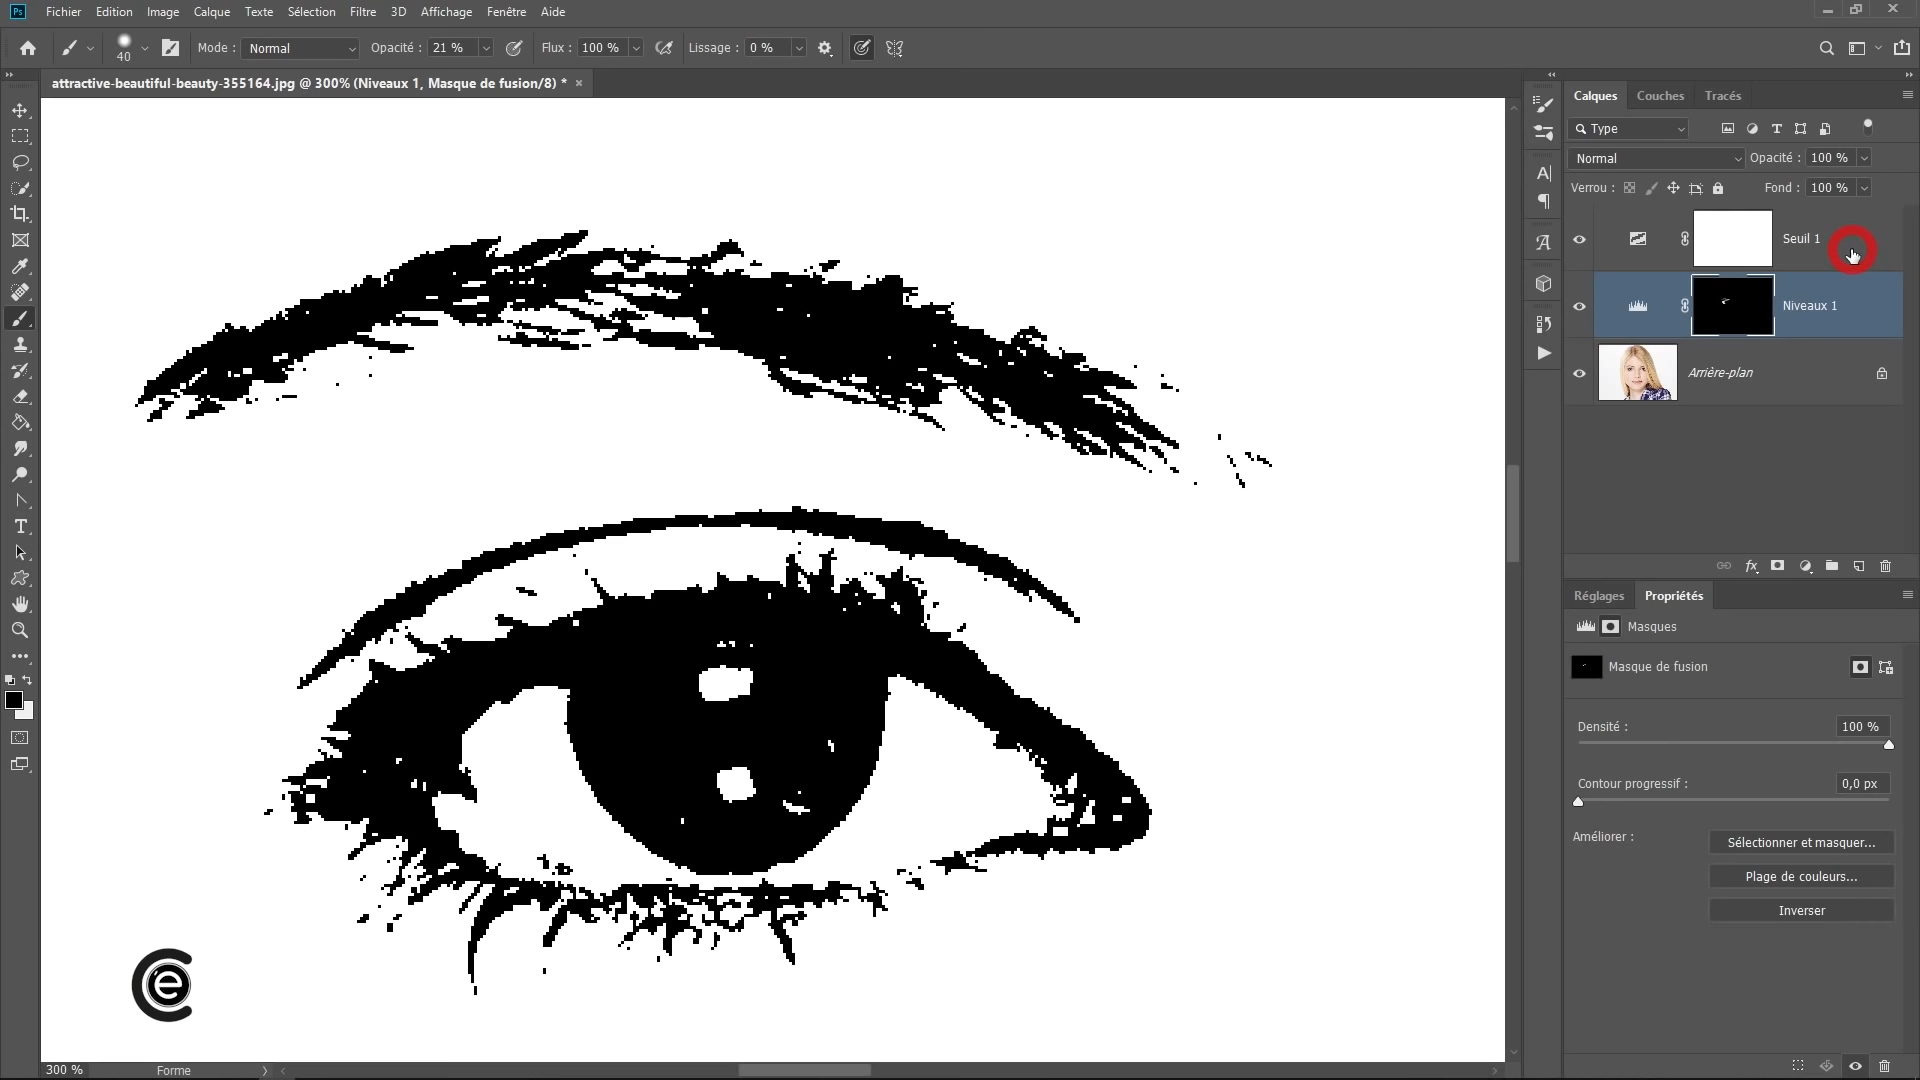 Ps Fichier Edition Image Calque Texte Sélection Filtre 3D Affichage Fenêtre Aide
40 Mode : Normal Opacité : 21 % Flux : 100 % Lissage : 0 %
attractive-beautiful-beauty-355164.jpg @ 300% (Niveaux 1, Masque de fusion/8) *
Calques Couches Tracés
Type
Normal Opacité : 100 %
Verrou : Fond : 100 %
Seuil 1
Niveaux 1
Arrière-plan
fx
Réglages Propriétés
Masques
Masque de fusion
Densité : 100 %
Contour progressif : 0,0 px
Améliorer : Sélectionner et masquer...
Plage de couleurs...
Inverser
300 % Forme